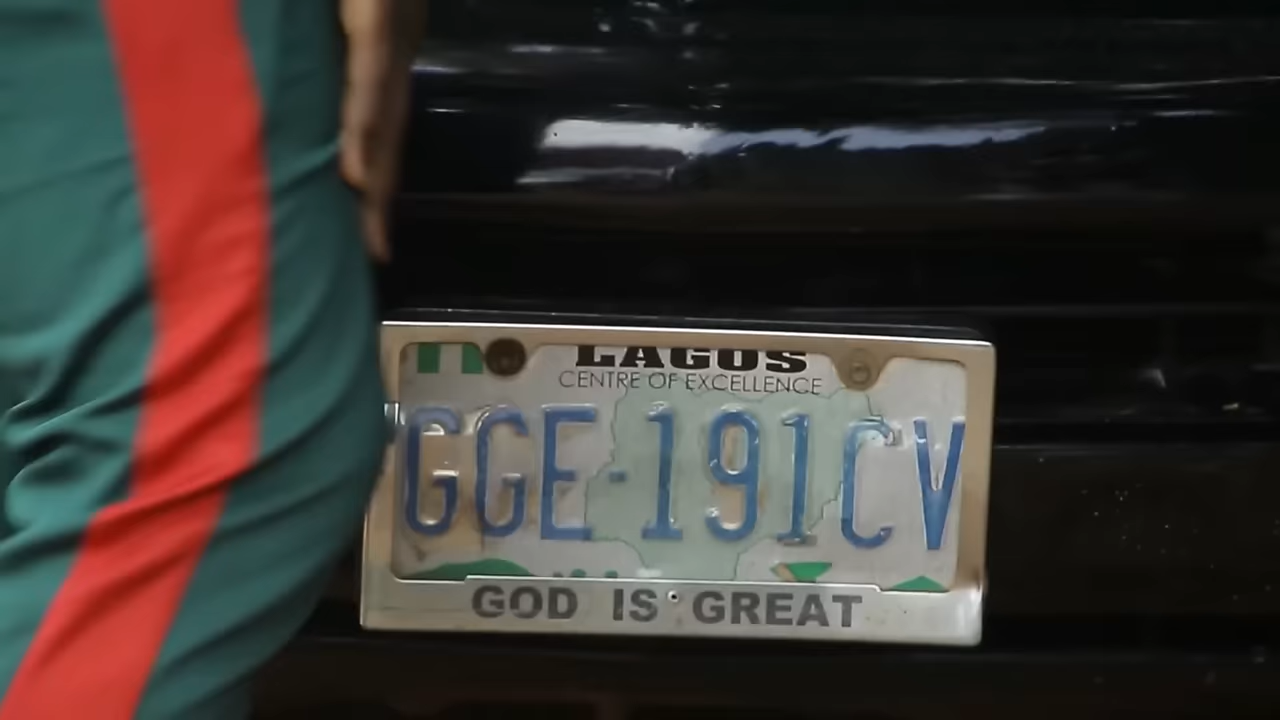 LAGOS
CENTRE OF EXCELLENCE
GGE-191CV
GOD IS GREAT